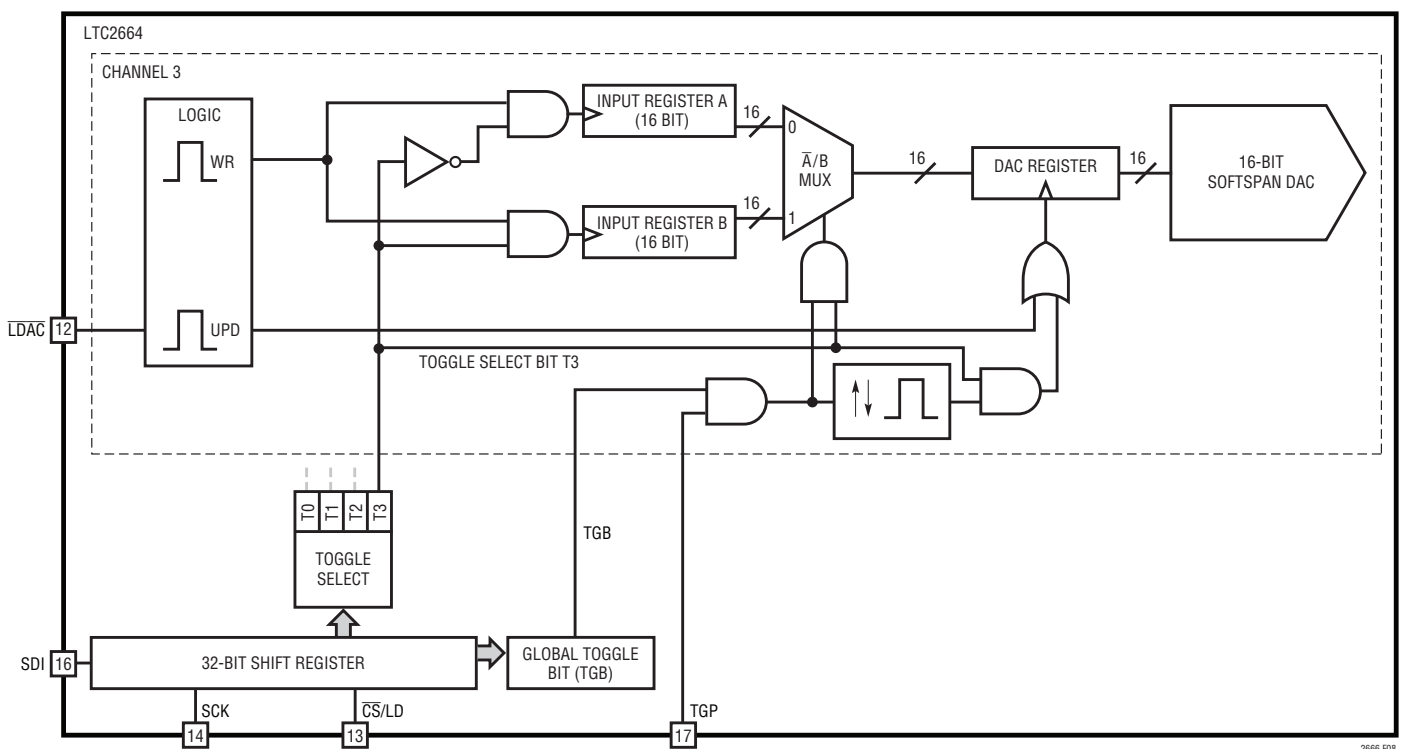 LTC2664
CHANNEL 3
LOGIC
WR
UPD
INPUT REGISTER A
(16 BIT)
16
0
A̅/B
MUX
16
DAC REGISTER
16
16-BIT
SOFTSPAN DAC
INPUT REGISTER B
(16 BIT)
16
1
L̅D̅A̅C̅
12
TOGGLE SELECT BIT T3
T0
T1
T2
T3
TOGGLE
SELECT
TGB
SDI
16
32-BIT SHIFT REGISTER
GLOBAL TOGGLE
BIT (TGB)
SCK
14
C̅S̅/LD
13
TGP
17
2666 F08